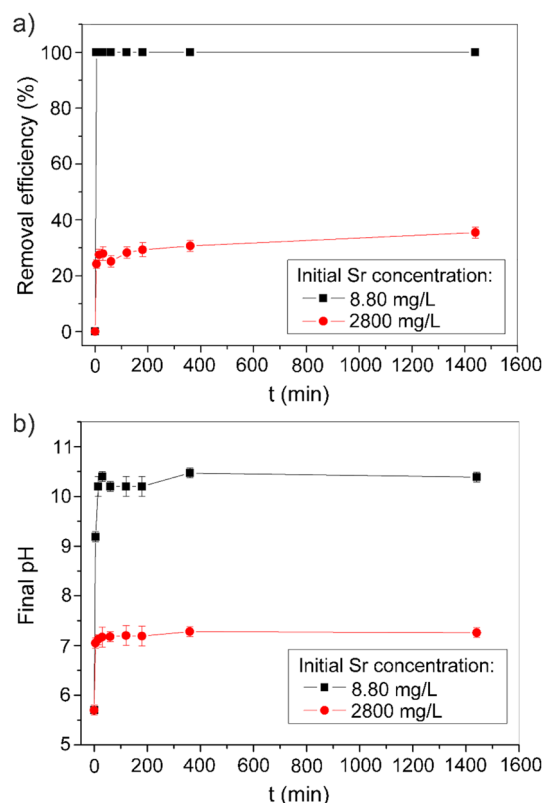 a)
Removal efficiency (%)
100
80
60
40
20
0
Initial Sr concentration:
8.80 mg/L
2800 mg/L
0 200 400 600 800 1000 1200 1400 1600
t (min)
b)
Final pH
11
10
9
8
7
6
5
Initial Sr concentration:
8.80 mg/L
2800 mg/L
0 200 400 600 800 1000 1200 1400 1600
t (min)